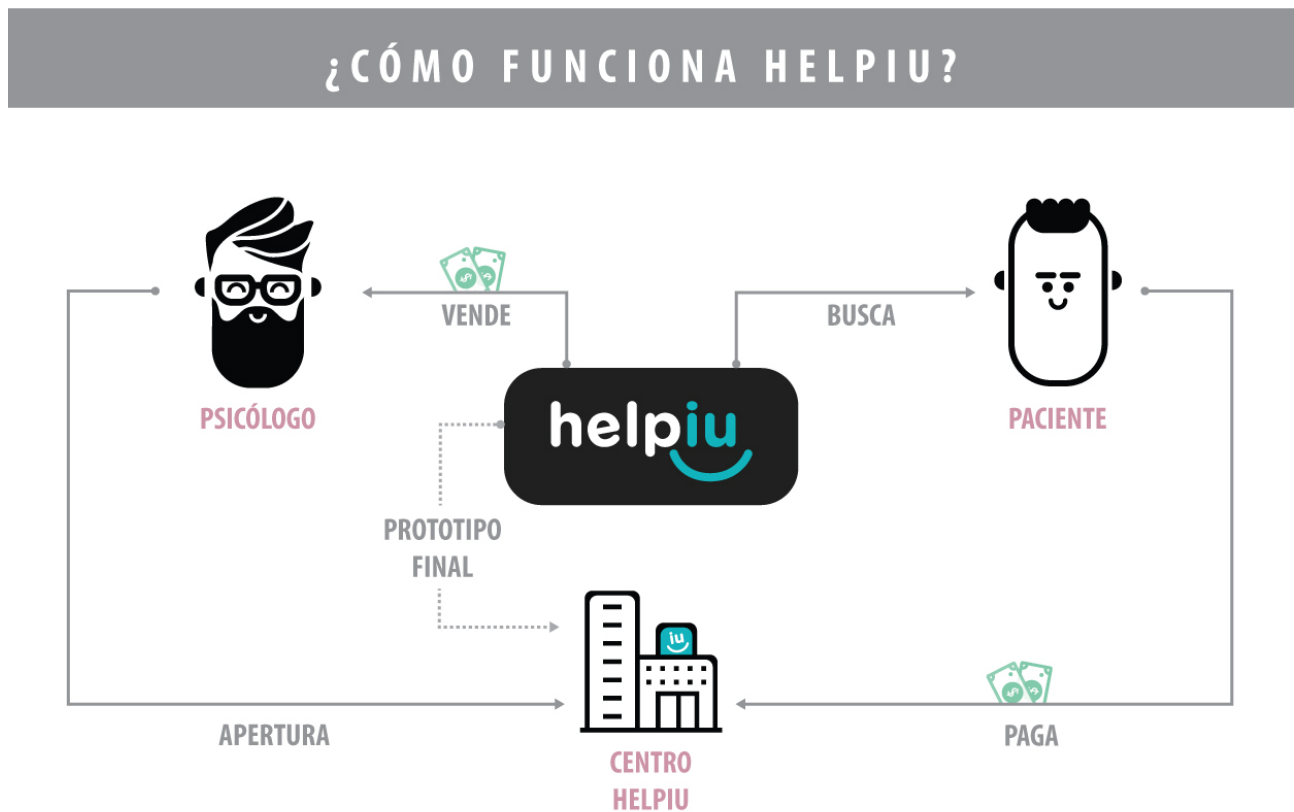 ¿CÓMO FUNCIONA HELPIU?
VENDE
BUSCA
PSICÓLOGO
PACIENTE
helpiu
PROTOTIPO
FINAL
iu
APERTURA
PAGA
CENTRO
HELPIU